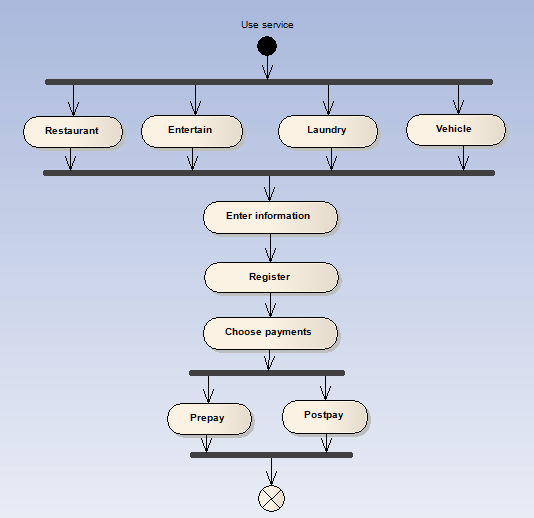 Use service
Restaurant
Entertain
Laundry
Vehicle
Enter information
Register
Choose payments
Prepay
Postpay